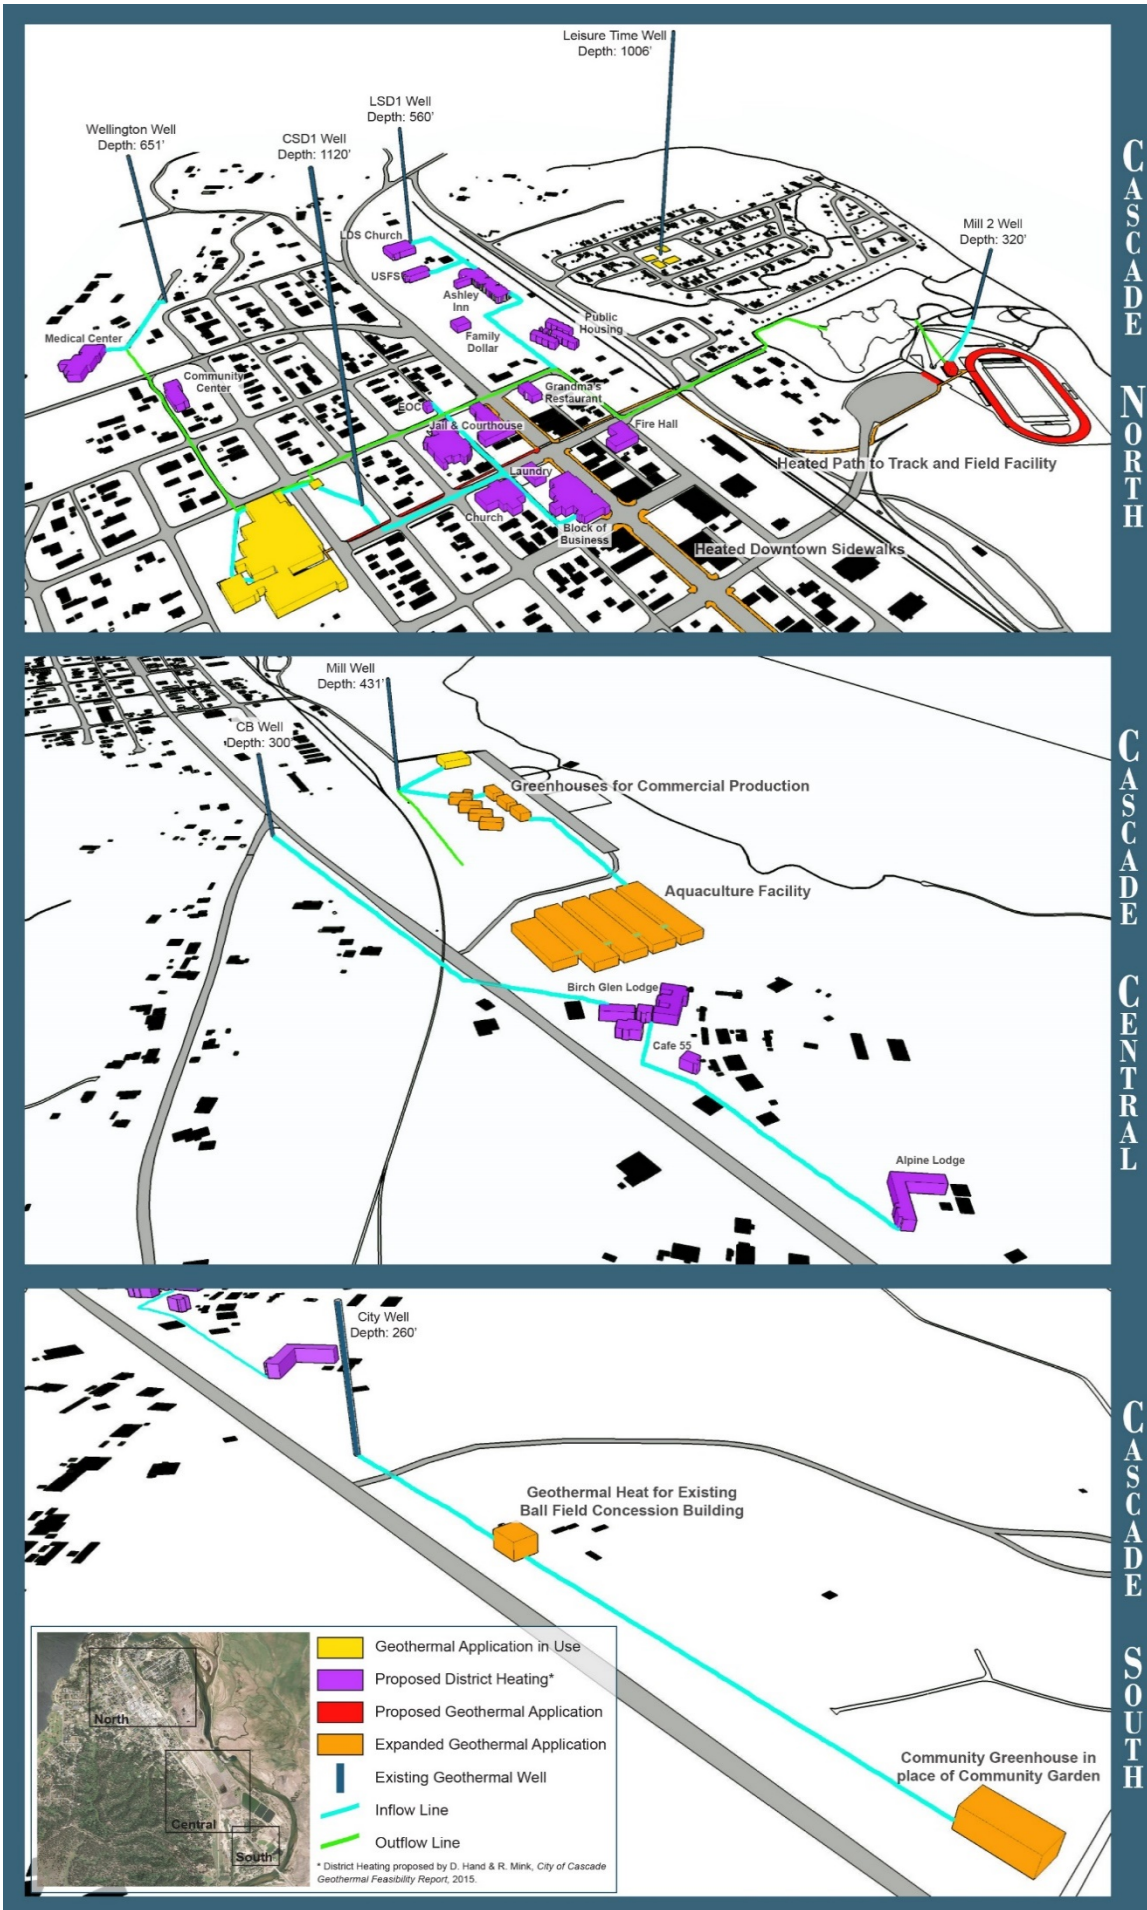 Leisure Time Well
Depth: 1006'
LSD1 Well
Depth: 560'
Wellington Well
Depth: 651'
CSD1 Well
Depth: 1120'
Mill 2 Well
Depth: 320'
LDS Church
USFS
Ashley
Inn
Family
Dollar
Public
Housing
Medical Center
Community
Center
Grandma's
Restaurant
EOC
Jail & Courthouse
Fire Hall
Laundry
Church
Block of
Business
Heated Path to Track and Field Facility
Heated Downtown Sidewalks
CASCADE NORTH
Mill Well
Depth: 431'
CB Well
Depth: 300'
Greenhouses for Commercial Production
Aquaculture Facility
Birch Glen Lodge
Cafe 55
Alpine Lodge
CASCADE CENTRAL
City Well
Depth: 260'
Geothermal Heat for Existing
Ball Field Concession Building
Community Greenhouse in
place of Community Garden
CASCADE SOUTH
North
Central
South
Geothermal Application in Use
Proposed District Heating*
Proposed Geothermal Application
Expanded Geothermal Application
Existing Geothermal Well
Inflow Line
Outflow Line
* District Heating proposed by D. Hand & R. Mink, City of Cascade
Geothermal Feasibility Report, 2015.